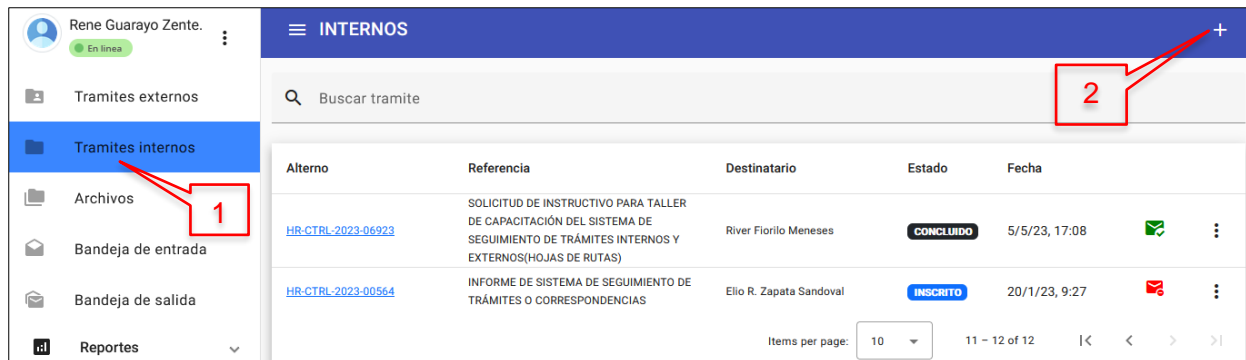 Rene Guarayo Zente.
En linea
INTERNOS
2
Tramites externos
Buscar tramite
Tramites internos
1
Archivos
Bandeja de entrada
Bandeja de salida
Reportes
Alterno Referencia Destinatario Estado Fecha
HR-CTRL-2023-06923
SOLICITUD DE INSTRUCTIVO PARA TALLER
DE CAPACITACIÓN DEL SISTEMA DE
SEGUIMIENTO DE TRÁMITES INTERNOS Y
EXTERNOS(HOJAS DE RUTAS)
River Fiorilo Meneses
CONCLUIDO
5/5/23, 17:08
HR-CTRL-2023-00564
INFORME DE SISTEMA DE SEGUIMIENTO DE
TRÁMITES O CORRESPONDENCIAS
Elio R. Zapata Sandoval
INSCRITO
20/1/23, 9:27
Items per page: 10 11 – 12 of 12